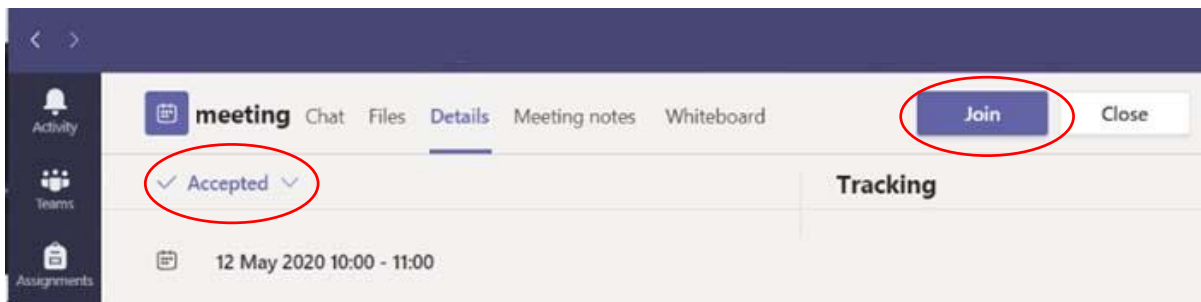 Activity
Teams
Assignments
meeting Chat Files Details Meeting notes Whiteboard Join Close
Accepted
Tracking
12 May 2020 10:00 - 11:00